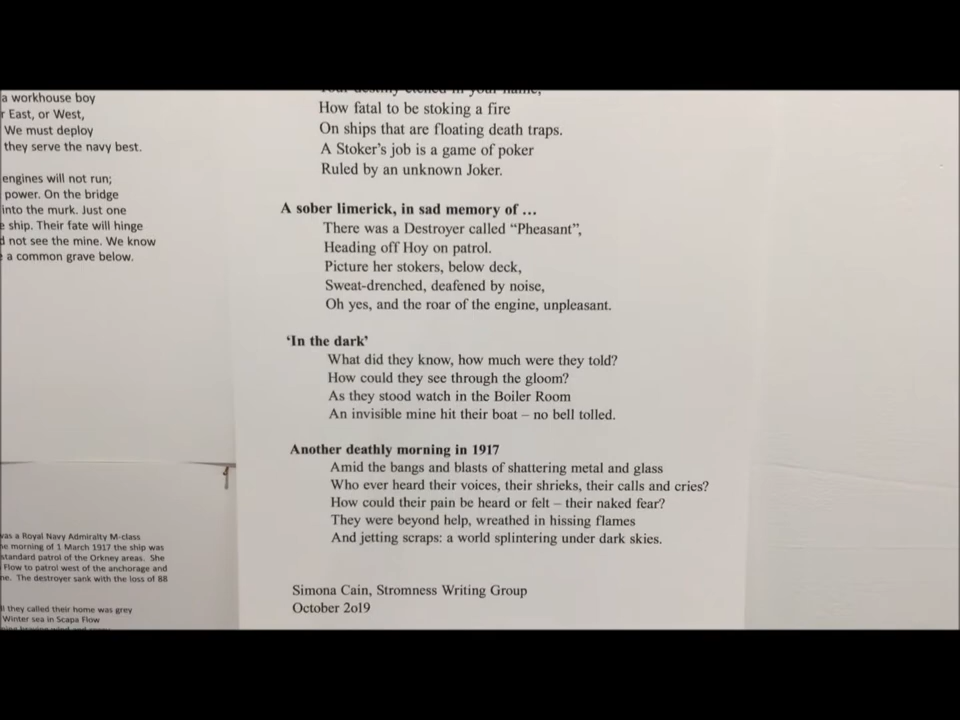 a workhouse boy
East, or West,
We must deploy
they serve the navy best.
engines will not run;
power. On the bridge
into the murk. Just one
ship. Their fate will hinge
not see the mine. We know
a common grave below.
was a Royal Navy Admiralty M-class
morning of 1 March 1917 the ship was
standard patrol of the Orkney areas. She
Flow to patrol west of the anchorage and
The destroyer sank with the loss of 88
they called their home was grey
Winter sea in Scapa Flow
Your destiny etched in your name,
How fatal to be stoking a fire
On ships that are floating death traps.
A Stoker's job is a game of poker
Ruled by an unknown Joker.
A sober limerick, in sad memory of …
There was a Destroyer called “Pheasant”,
Heading off Hoy on patrol.
Picture her stokers, below deck,
Sweat-drenched, deafened by noise,
Oh yes, and the roar of the engine, unpleasant.
‘In the dark’
What did they know, how much were they told?
How could they see through the gloom?
As they stood watch in the Boiler Room
An invisible mine hit their boat – no bell tolled.
Another deathly morning in 1917
Amid the bangs and blasts of shattering metal and glass
Who ever heard their voices, their shrieks, their calls and cries?
How could their pain be heard or felt – their naked fear?
They were beyond help, wreathed in hissing flames
And jetting scraps: a world splintering under dark skies.
Simona Cain, Stromness Writing Group
October 2o19